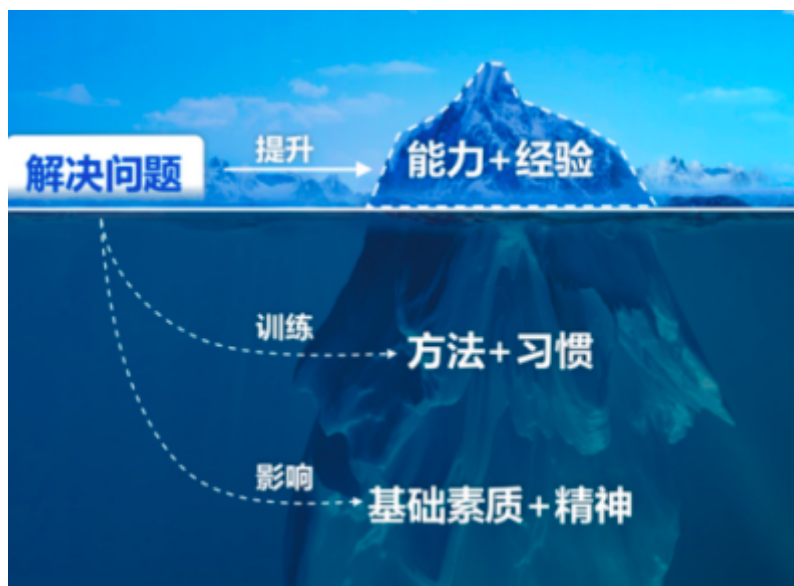 解决问题
提升
能力+经验
训练
方法+习惯
影响
基础素质+精神